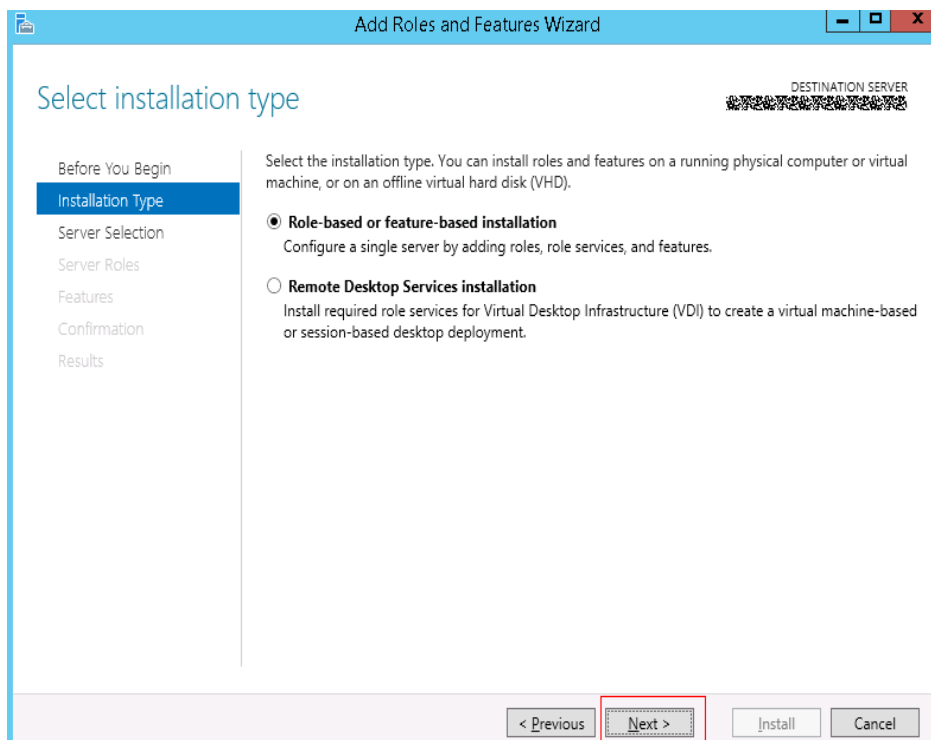 Add Roles and Features Wizard
X
Select installation type
DESTINATION SERVER
Before You Begin
Installation Type
Server Selection
Server Roles
Features
Confirmation
Results
Select the installation type. You can install roles and features on a running physical computer or virtual
machine, or on an offline virtual hard disk (VHD).
Role-based or feature-based installation
Configure a single server by adding roles, role services, and features.
Remote Desktop Services installation
Install required role services for Virtual Desktop Infrastructure (VDI) to create a virtual machine-based
or session-based desktop deployment.
< Previous
Next >
Install
Cancel